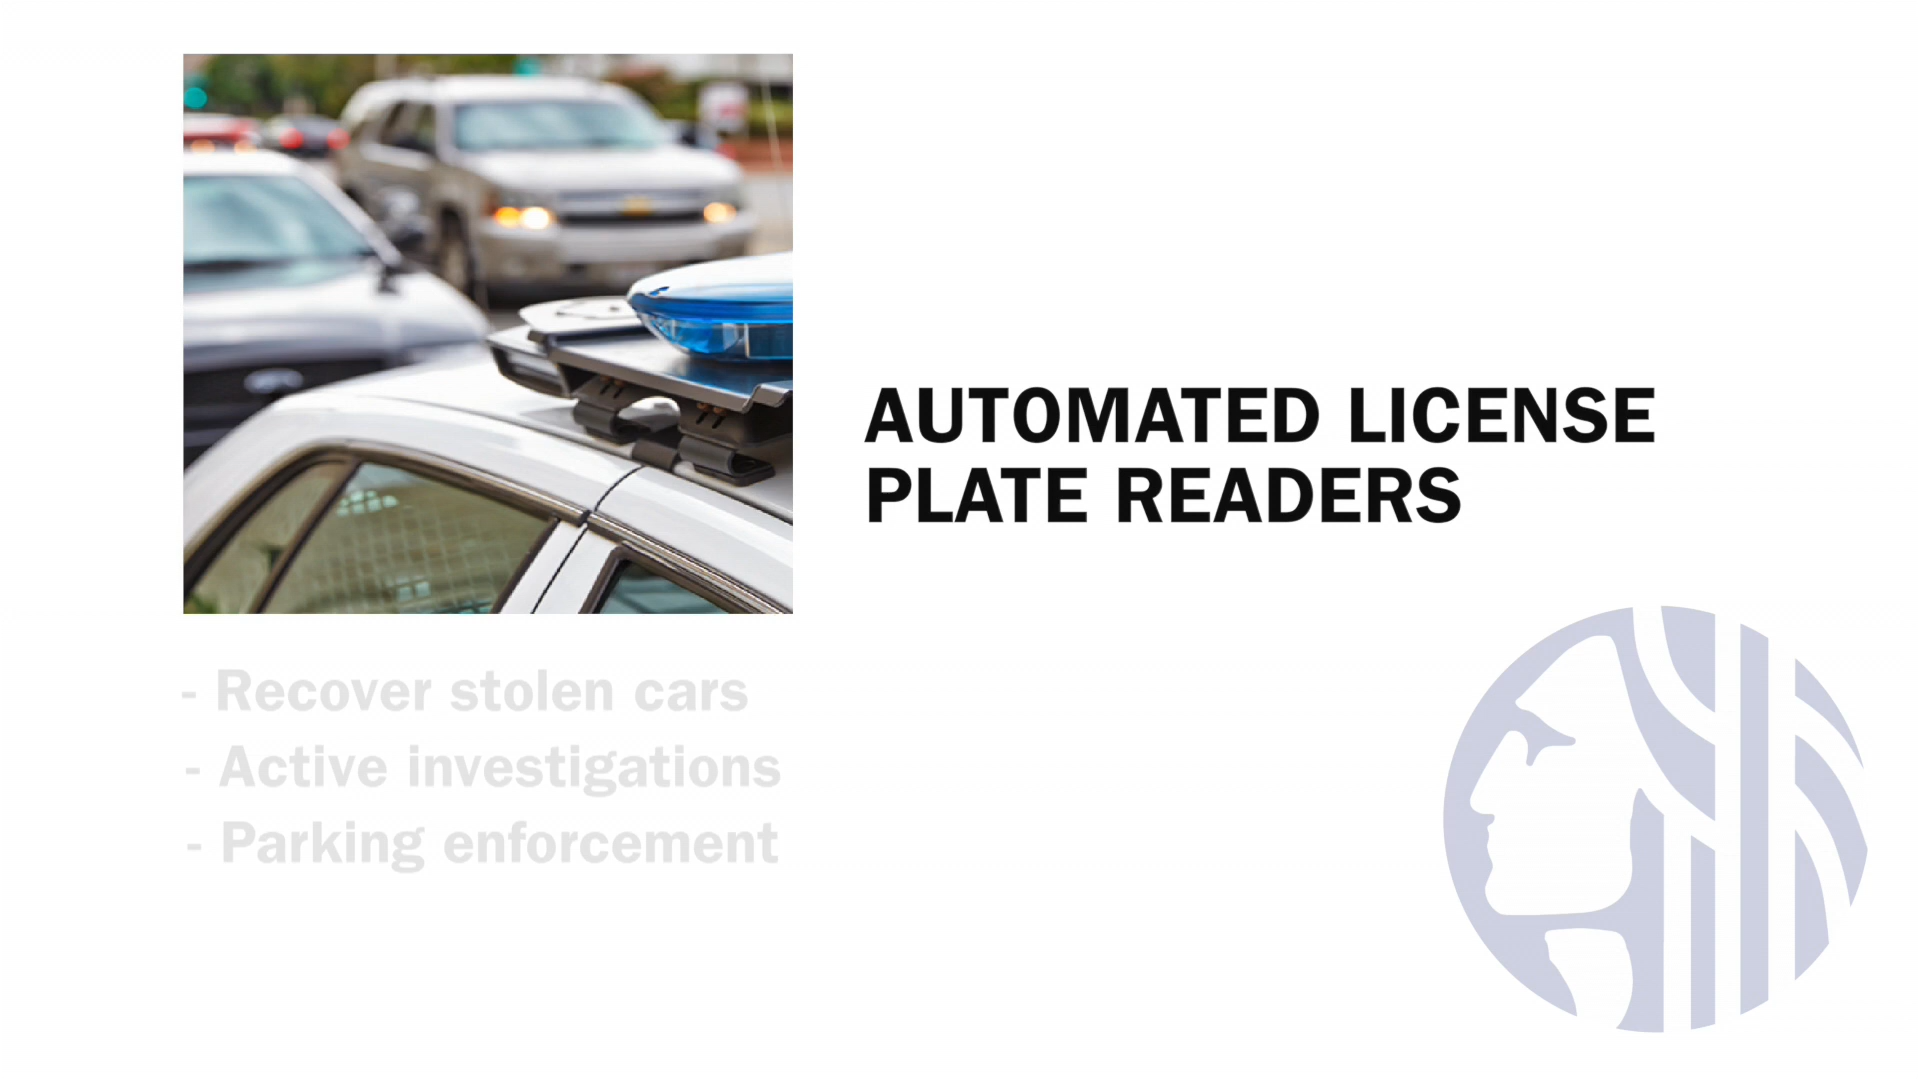 AUTOMATED LICENSE
PLATE READERS
- Recover stolen cars
- Active investigations
- Parking enforcement